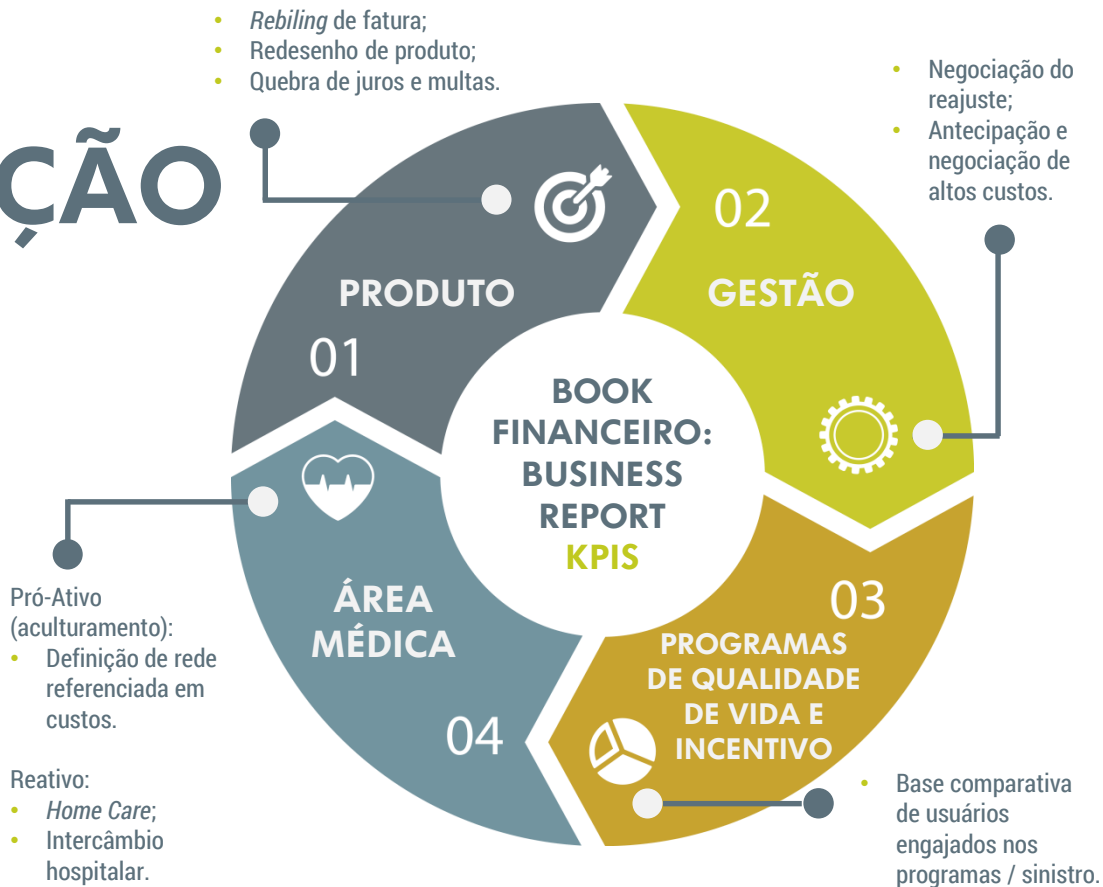 • Rebiling de fatura;
• Redesenho de produto;
• Quebra de juros e multas.
ÇÃO
• Negociação do
reajuste;
• Antecipação e
negociação de
altos custos.
PRODUTO
01
02
GESTÃO
BOOK
FINANCEIRO:
BUSINESS
REPORT
KPIS
03
PROGRAMAS
DE QUALIDADE
DE VIDA E
INCENTIVO
• Base comparativa
de usuários
engajados nos
programas / sinistro.
ÁREA
MÉDICA
04
Pró-Ativo
(aculturamento):
• Definição de rede
referenciada em
custos.
Reativo:
• Home Care;
• Intercâmbio
hospitalar.